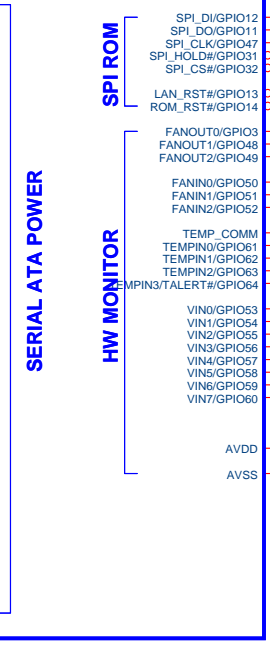 SPI ROM
SPI_DI/GPIO12
SPI_DO/GPIO11
SPI_CLK/GPIO47
SPI_HOLD#/GPIO31
SPI_CS#/GPIO32
LAN_RST#/GPIO13
ROM_RST#/GPIO14
SERIAL ATA POWER
HW MONITOR
FANOUT0/GPIO3
FANOUT1/GPIO48
FANOUT2/GPIO49
FANIN0/GPIO50
FANIN1/GPIO51
FANIN2/GPIO52
TEMP_COMM
TEMPIN0/GPIO61
TEMPIN1/GPIO62
TEMPIN2/GPIO63
TEMPIN3/TALERT#/GPIO64
VIN0/GPIO53
VIN1/GPIO54
VIN2/GPIO55
VIN3/GPIO56
VIN4/GPIO57
VIN5/GPIO58
VIN6/GPIO59
VIN7/GPIO60
AVDD
AVSS